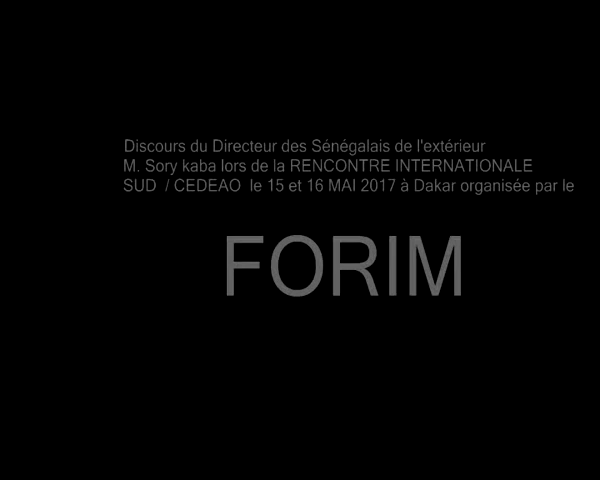 Discours du Directeur des Sénégalais de l'extérieur
M. Sory kaba lors de la RENCONTRE INTERNATIONALE
SUD / CEDEAO le 15 et 16 MAI 2017 à Dakar organisée par le
FORIM